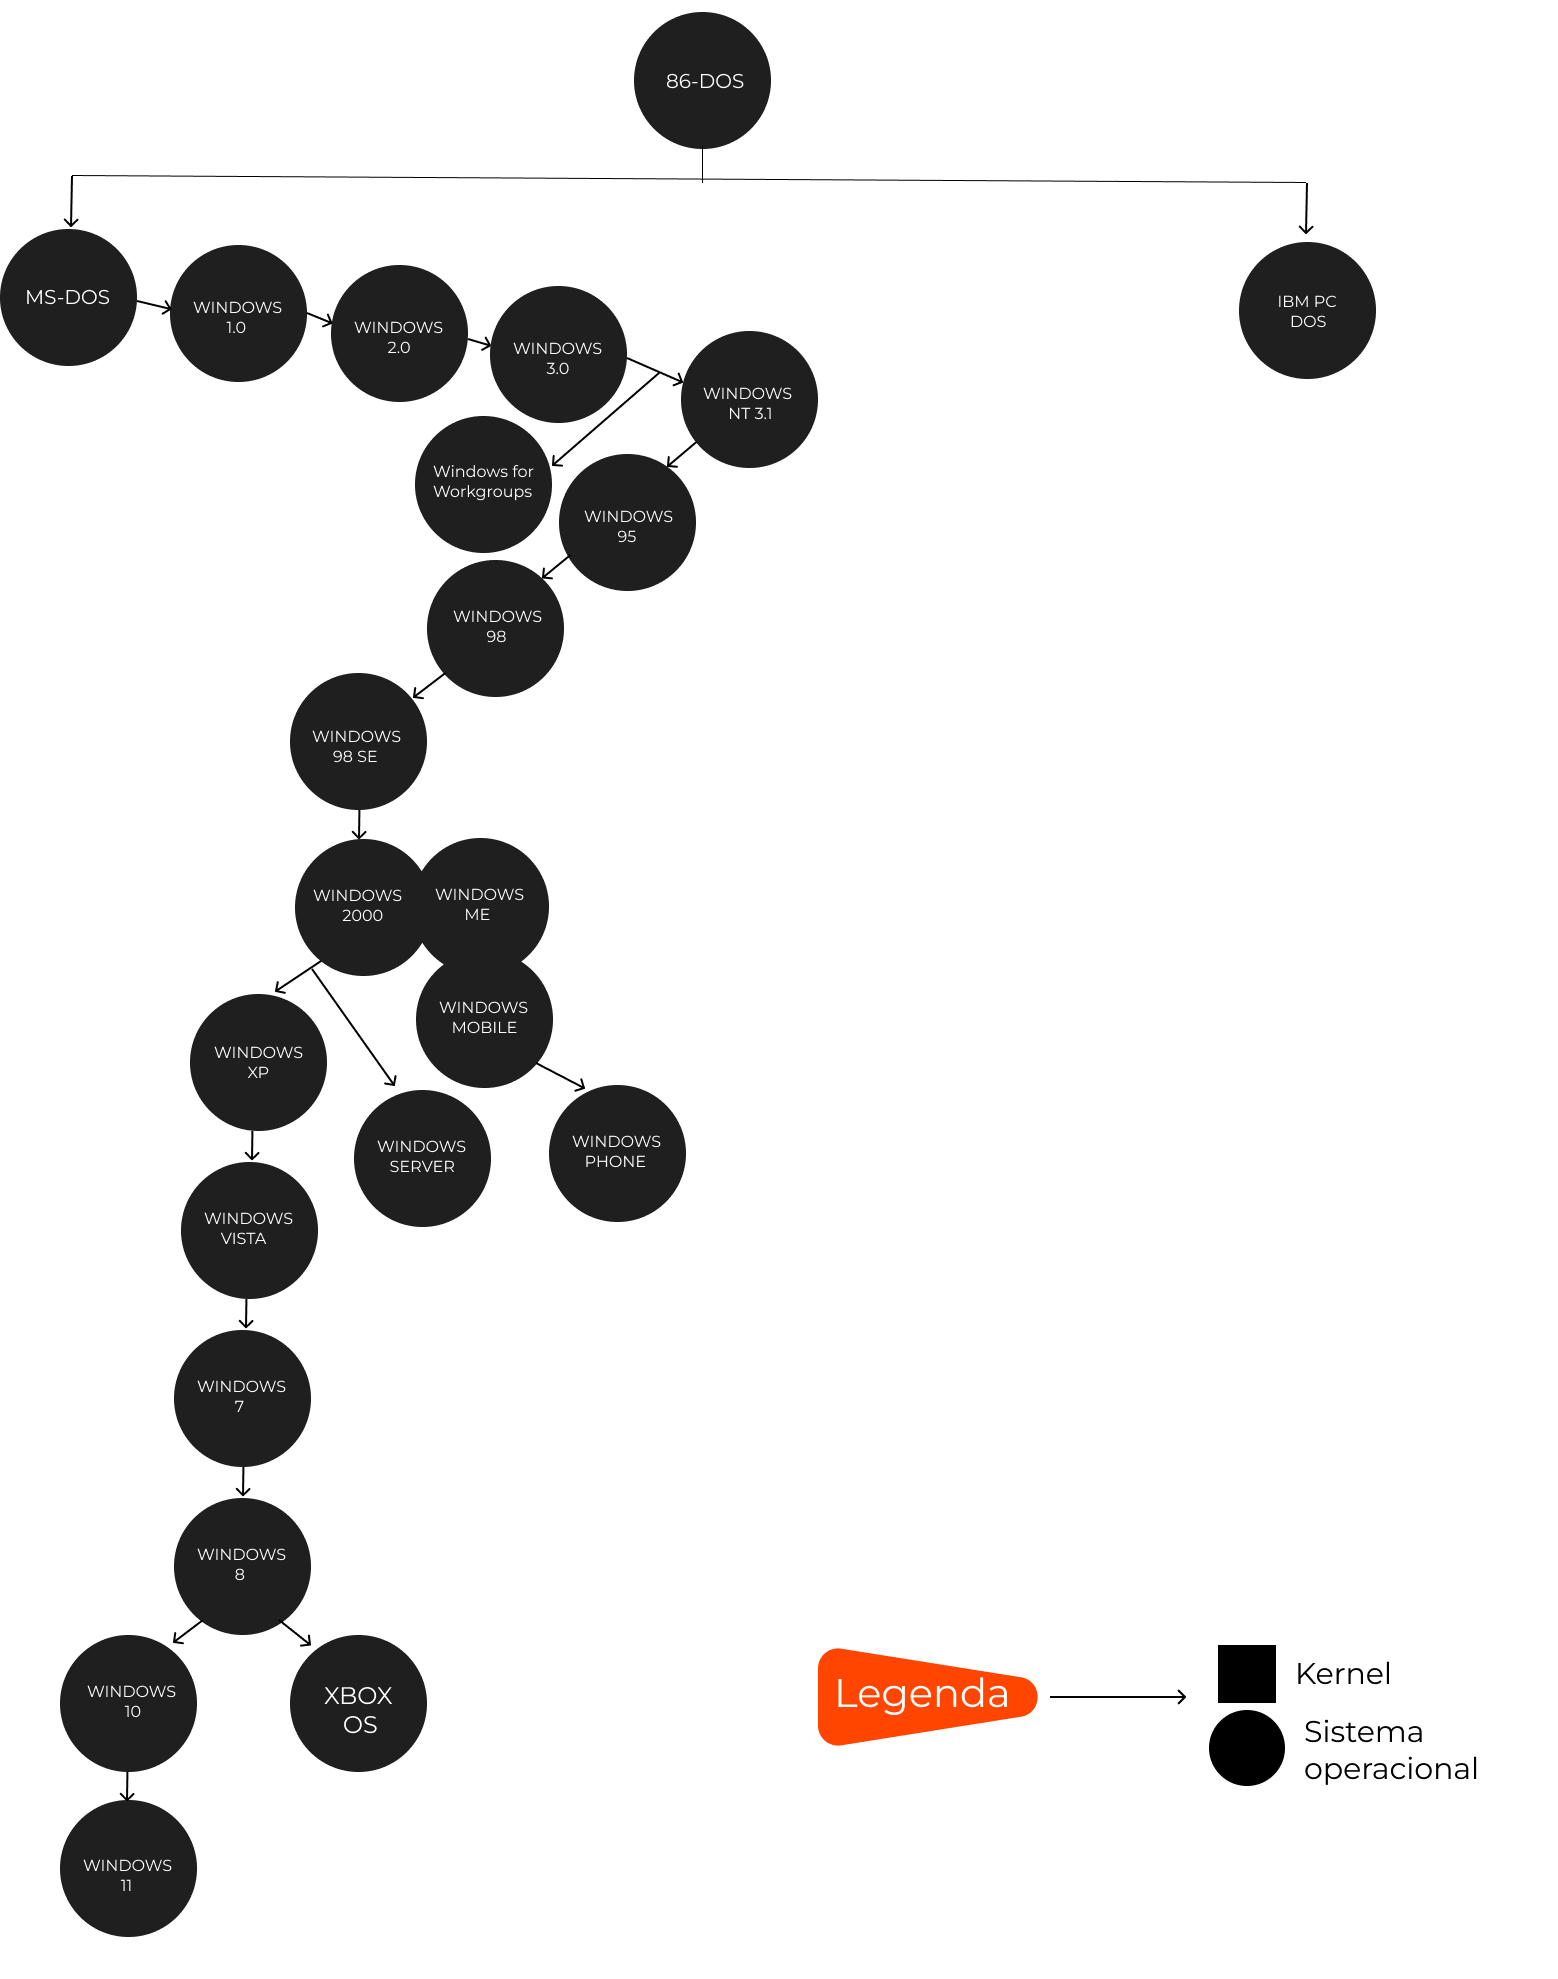 86-DOS
MS-DOS
WINDOWS
1.0
WINDOWS
2.0
WINDOWS
3.0
WINDOWS
NT 3.1
IBM PC
DOS
Windows for
Workgroups
WINDOWS
95
WINDOWS
98
WINDOWS
98 SE
WINDOWS
2000
WINDOWS
ME
WINDOWS
MOBILE
WINDOWS
XP
WINDOWS
SERVER
WINDOWS
PHONE
WINDOWS
VISTA
WINDOWS
7
WINDOWS
8
WINDOWS
10
XBOX
OS
WINDOWS
11
Legenda
Kernel
Sistema
operacional